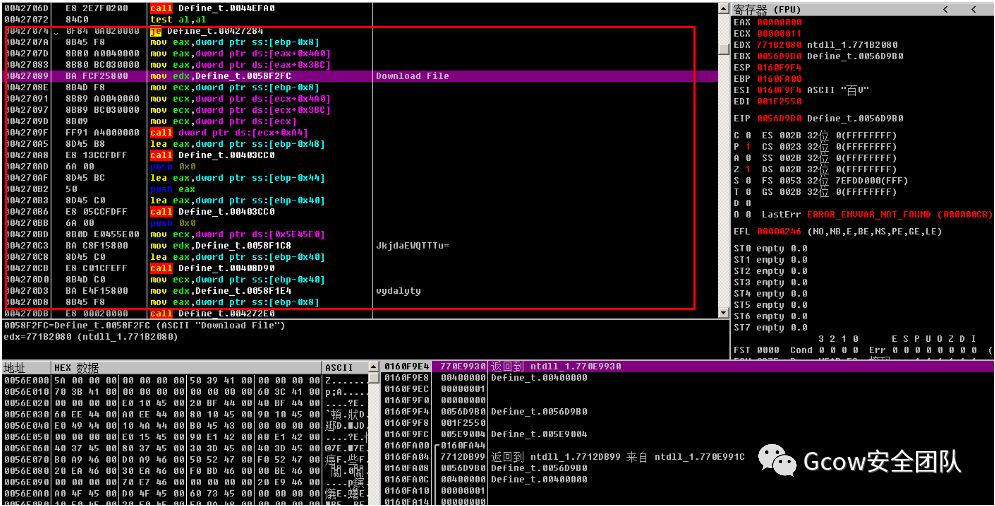 0042706D E8 2E7F0200 call Define_t.0044EFA0
00427072 84C0 test al,al
00427074 0F84 0A020000 je Define_t.00427284
0042707A 8B45 F8 mov eax,dword ptr ss:[ebp-0x8]
0042707D 8B80 A0040000 mov eax,dword ptr ds:[eax+0x4A0]
00427083 8B80 BC030000 mov eax,dword ptr ds:[eax+0x3BC]
00427089 BA FCF25800 mov edx,Define_t.0058F2FC Download File
0042708E 8B4D F8 mov ecx,dword ptr ss:[ebp-0x8]
00427091 8B89 A0040000 mov ecx,dword ptr ds:[ecx+0x4A0]
00427097 8B89 BC030000 mov ecx,dword ptr ds:[ecx+0x3BC]
0042709D 8B09 mov ecx,dword ptr ds:[ecx]
0042709F FF91 A4000000 call dword ptr ds:[ecx+0xA4]
004270A5 8D45 B8 lea eax,dword ptr ss:[ebp-0x48]
004270A8 E8 13CCFDFF call Define_t.00403CC0
004270AD 6A 00 push 0x0
004270AF 8D45 BC lea eax,dword ptr ss:[ebp-0x44]
004270B2 50 push eax
004270B3 8D45 C0 lea eax,dword ptr ss:[ebp-0x40]
004270B6 E8 05CCFDFF call Define_t.00403CC0
004270BB 6A 00 push 0x0
004270BD 8B0D E0455E00 mov ecx,dword ptr ds:[0x5E45E0]
004270C3 BA C8F15800 mov edx,Define_t.0058F1C8 JkjdaEWQTTTu=
004270C8 8D45 C0 lea eax,dword ptr ss:[ebp-0x40]
004270CB E8 C01CFEFF call Define_t.00408D90
004270D0 8B4D C0 mov ecx,dword ptr ss:[ebp-0x40]
004270D3 BA E4F15800 mov edx,Define_t.0058F1E4 vydalyty
004270D8 8B45 F8 mov eax,dword ptr ss:[ebp-0x8]
004270DB E8 00020000 call Define_t.004272E0
0058F2FC=Define_t.0058F2FC (ASCII "Download File")
edx=771B2080 (ntdll_1.771B2080)
寄存器 (FPU) < <
EAX 00000000
ECX 00000011
EDX 771B2080 ntdll_1.771B2080
EBX 0056D9B0 Define_t.0056D9B0
ESP 0160F9E4
EBP 0160FA00
ESI 0160F9F4 ASCII "百V"
EDI 001F2550
EIP 0056D9B0 Define_t.0056D9B0
C 0 ES 002B 32位 0(FFFFFFFF)
P 1 CS 0023 32位 0(FFFFFFFF)
A 0 SS 002B 32位 0(FFFFFFFF)
Z 1 DS 002B 32位 0(FFFFFFFF)
S 0 FS 0053 32位 7EFDD000(FFF)
T 0 GS 002B 32位 0(FFFFFFFF)
D 0
O 0 LastErr ERROR_ENVVAR_NOT_FOUND (000000CB)
EFL 00000246 (NO,NB,E,BE,NS,PE,GE,LE)
ST0 empty 0.0
ST1 empty 0.0
ST2 empty 0.0
ST3 empty 0.0
ST4 empty 0.0
ST5 empty 0.0
ST6 empty 0.0
ST7 empty 0.0
3 2 1 0 E S P U O Z D I
FST 0000 Cond 0 0 0 0 Err 0 0 0 0 0 0 0 0 (
地址 HEX 数据 ASCII
0056E000 5A 00 00 00 00 00 00 00 50 39 41 00 00 00 00 00
0056E010 70 3B 41 00 00 00 00 00 00 00 00 00 60 3C 41 00
0056E020 00 00 00 00 E0 10 45 00 20 BF 44 00 40 BF 44 00
0056E030 60 EE 44 00 A0 EE 44 00 80 10 45 00 90 10 45 00
0056E040 E0 49 44 00 10 4A 44 00 B0 45 43 00 00 00 00 00
0056E050 00 00 00 00 E0 15 45 00 90 E1 42 00 A0 E1 42 00
0056E060 40 37 45 00 80 37 45 00 30 3D 45 00 40 3D 45 00
0056E070 B0 A9 46 00 D0 A9 46 00 50 52 47 00 F0 52 47 00
0056E080 20 EA 46 00 30 EA 46 00 F0 BD 46 00 00 BE 46 00
0056E090 00 00 00 00 70 E7 46 00 00 00 00 00 20 E9 46 00
0056E0A0 A0 4F 45 00 D0 4F 45 00 60 73 45 00 00 00 00 00
0160F9E4 770E9930 返回到 ntdll_1.770E9930
0160F9E8 00400000 Define_t.00400000
0160F9EC 00000001
0160F9F0 00000000
0160F9F4 0056D9B0 Define_t.0056D9B0
0160F9F8 001F2550
0160F9FC 005E9004 Define_t.005E9004
0160FA00 0160FA44
0160FA04 7712DB99 返回到 ntdll_1.7712DB99 来自 ntdll_1.770E991C
0160FA08 0056D9B0 Define_t.0056D9B0
0160FA0C 00400000 Define_t.00400000
0160FA10 00000001
0160FA14 00000000
Gcow安全团队